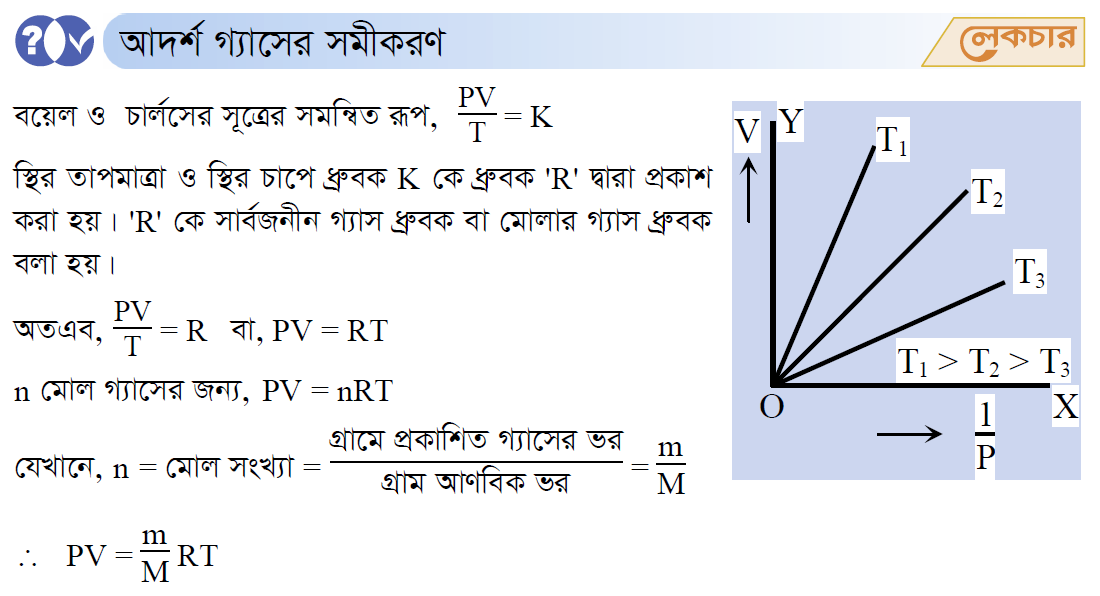 আদর্শ গ্যাসের সমীকরণ
লেকচার
বয়েল ও চার্লসের সূত্রের সমন্বিত রূপ, PV/T = K
স্থির তাপমাত্রা ও স্থির চাপে ধ্রুবক K কে ধ্রুবক 'R' দ্বারা প্রকাশ
করা হয়। 'R' কে সার্বজনীন গ্যাস ধ্রুবক বা মোলার গ্যাস ধ্রুবক
বলা হয়।
অতএব, PV/T = R বা, PV = RT
n মোল গ্যাসের জন্য, PV = nRT
যেখানে, n = মোল সংখ্যা = গ্রামে প্রকাশিত গ্যাসের ভর/গ্রাম আণবিক ভর = m/M
∴ PV = m/M RT
V
Y
T₁
T₂
T₃
T₁ > T₂ > T₃
O
X
1/P